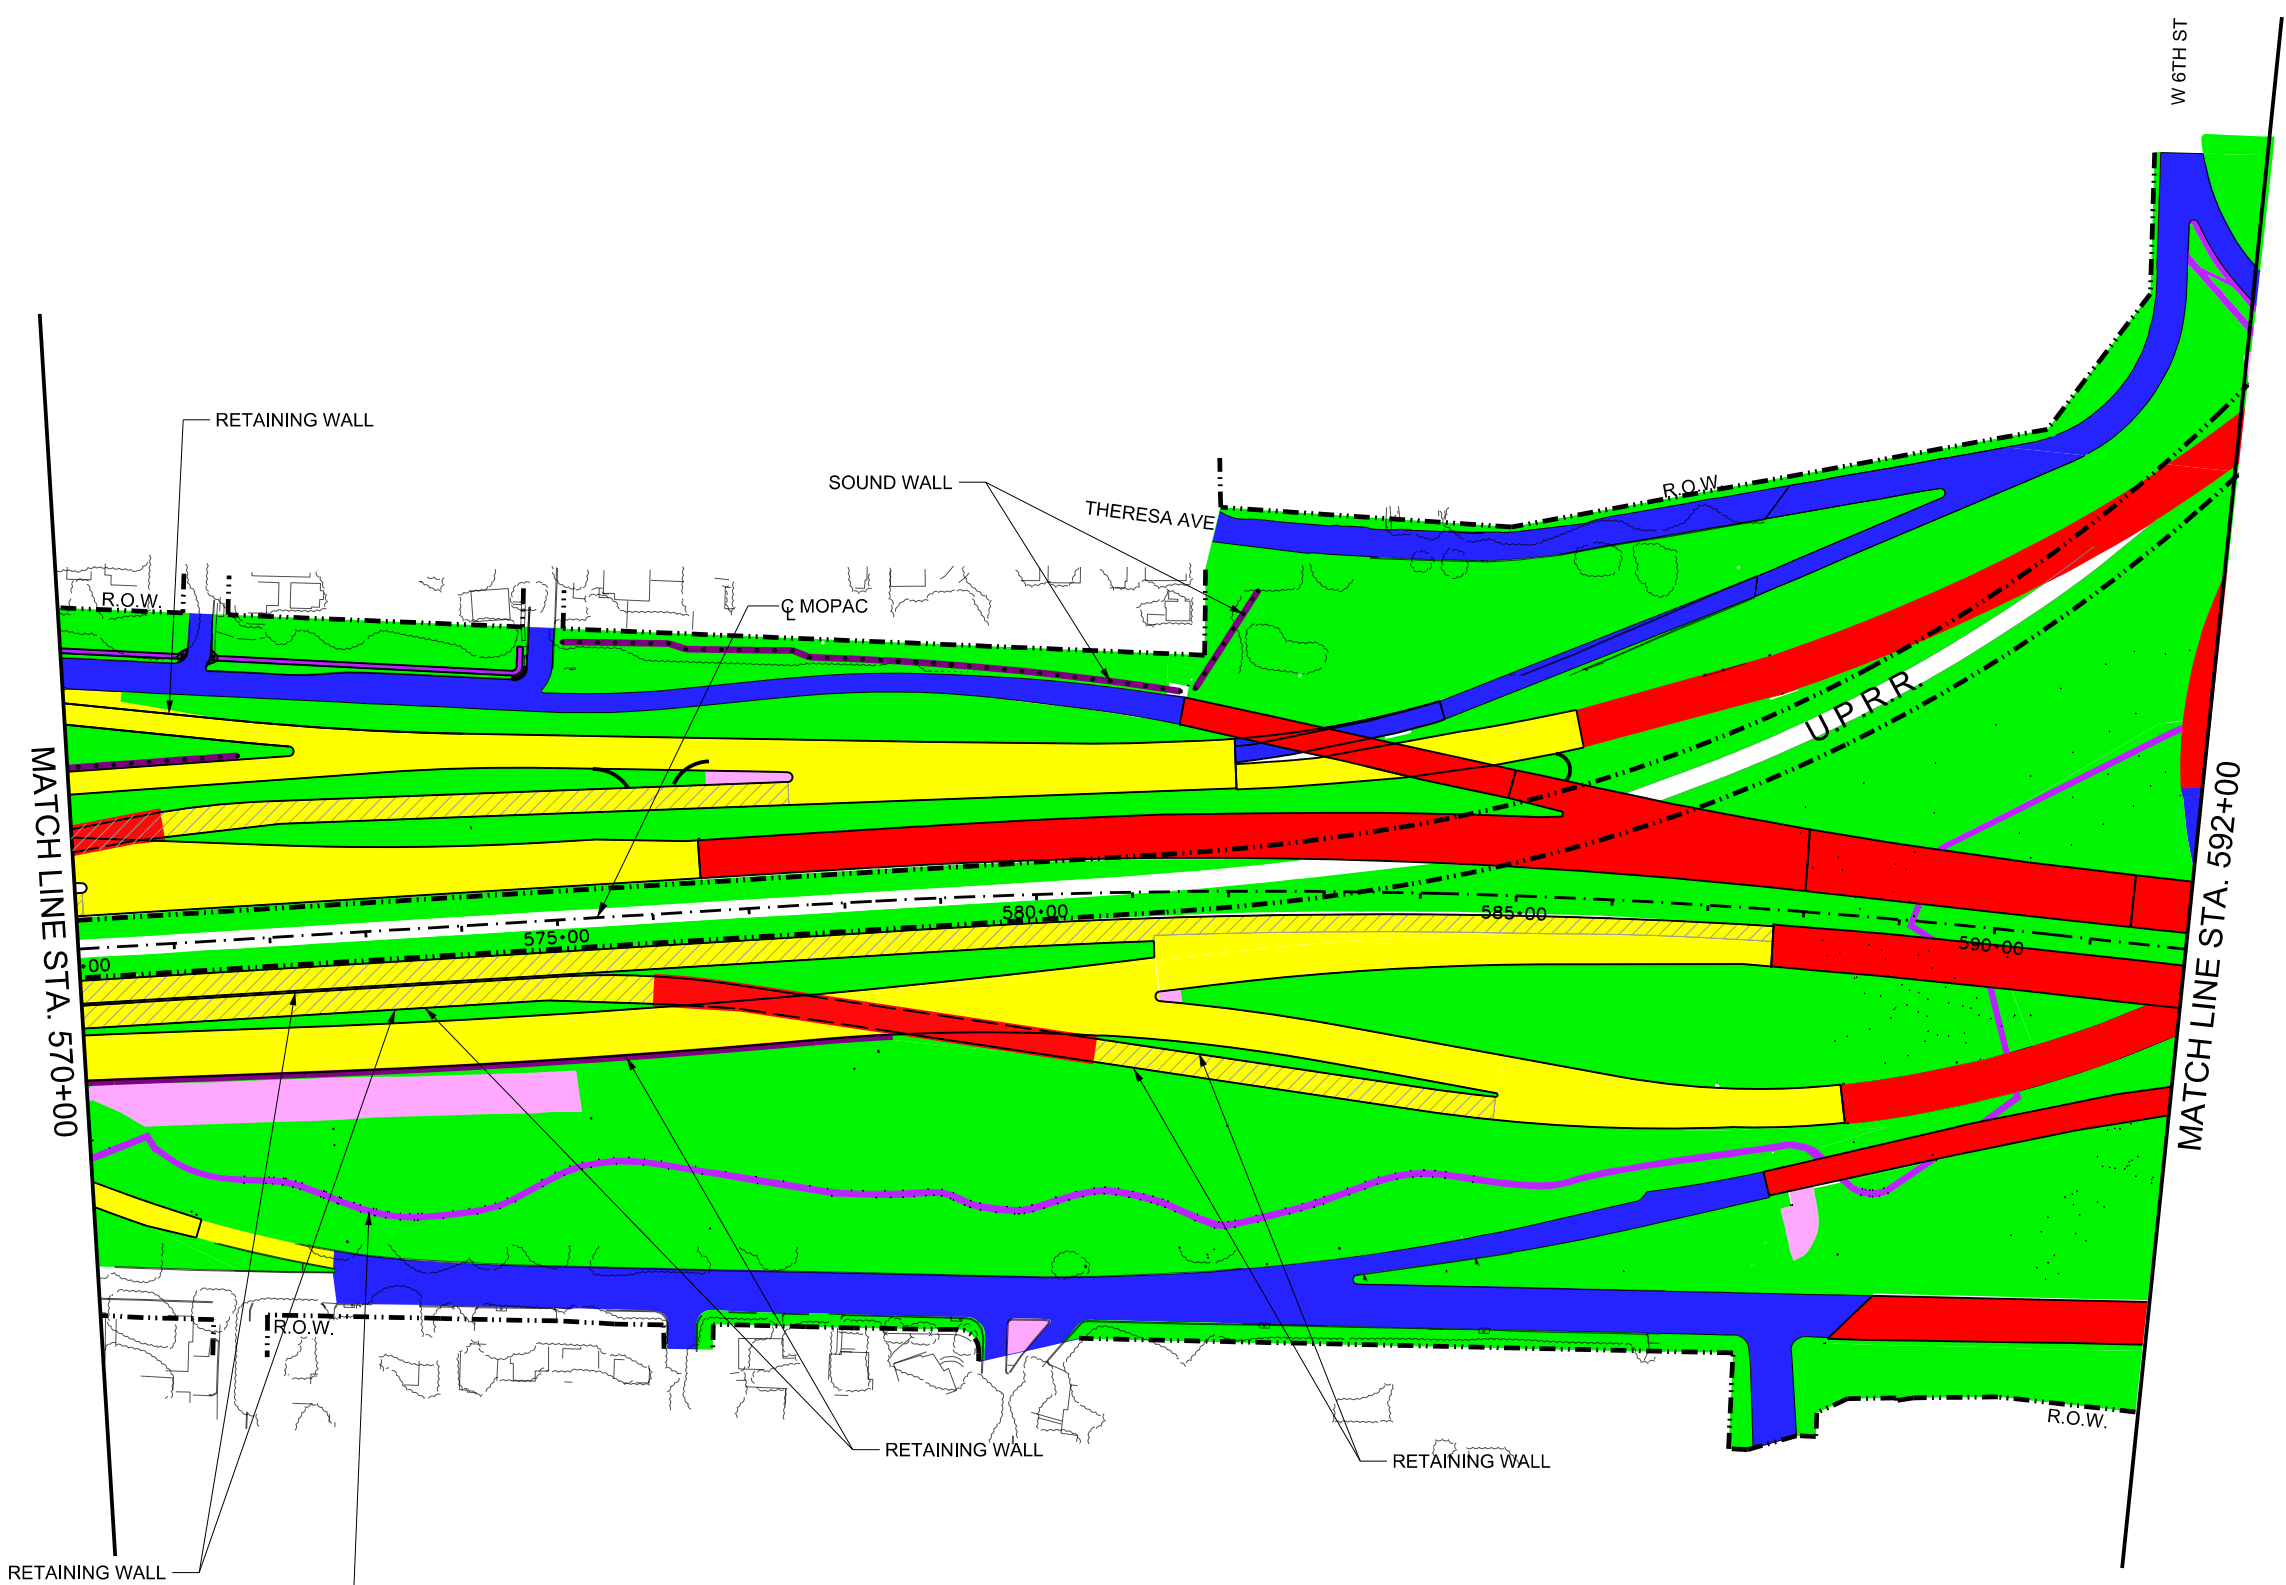 W 6TH ST
RETAINING WALL
SOUND WALL
R.O.W.
THERESA AVE
R.O.W.
C MOPAC
L
U.P.R.R.
MATCH LINE STA. 570+00
MATCH LINE STA. 592+00
580+00
585+00
575+00
590+00
+00
R.O.W.
R.O.W.
RETAINING WALL
RETAINING WALL
RETAINING WALL